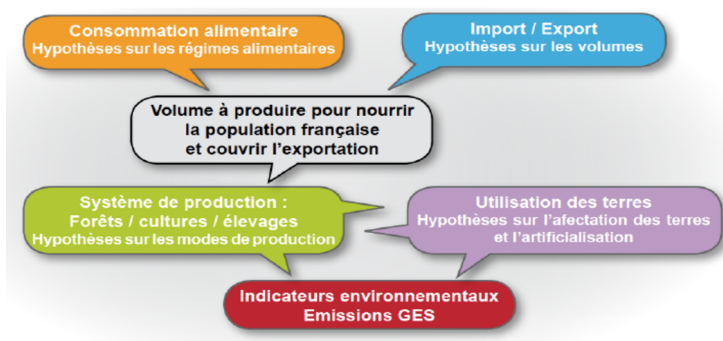 Consommation alimentaire
Hypothèses sur les régimes alimentaires
Import / Export
Hypothèses sur les volumes
Volume à produire pour nourrir
la population française
et couvrir l'exportation
Système de production :
Forêts / cultures / élevages
Hypothèses sur les modes de production
Utilisation des terres
Hypothèses sur l'afectation des terres
et l'artificialisation
Indicateurs environnementaux
Emissions GES